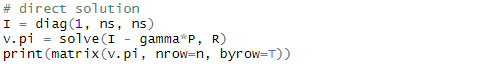 # direct solution
I = diag(1, ns, ns)
v.pi = solve(I - gamma*P, R)
print(matrix(v.pi, nrow=n, byrow=T))